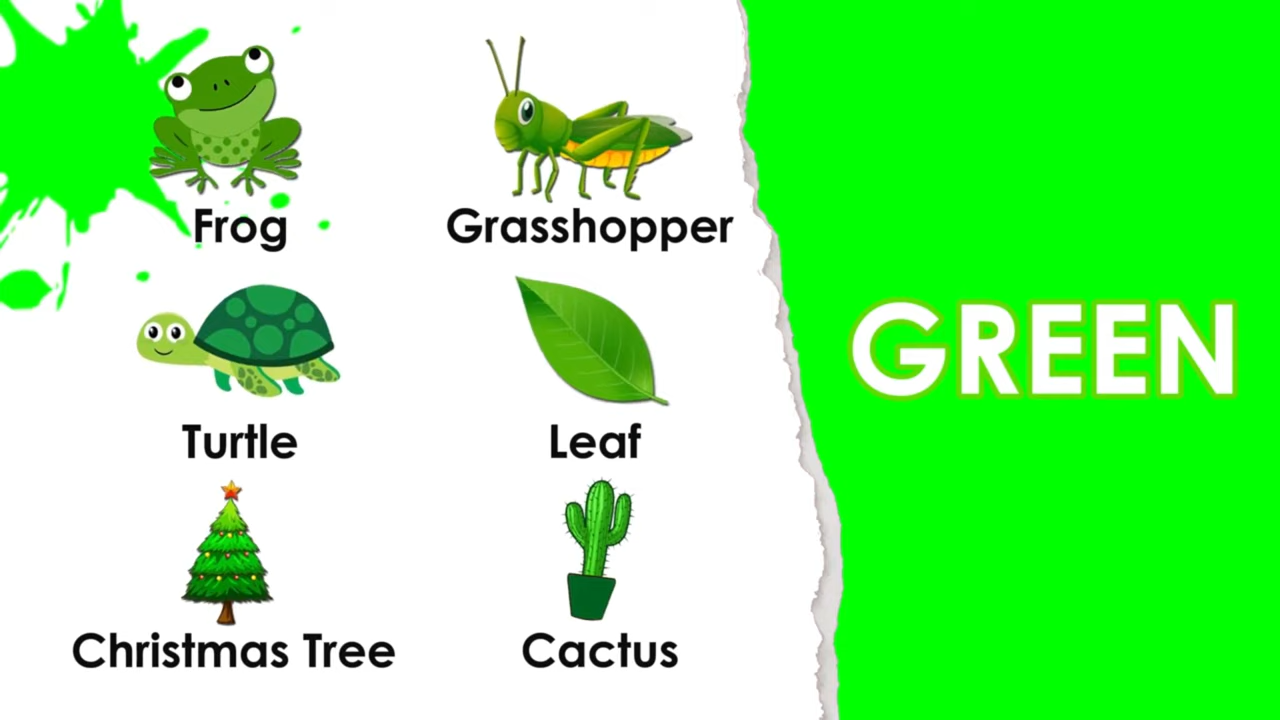 Frog
Grasshopper
Turtle
Leaf
Christmas Tree
Cactus
GREEN